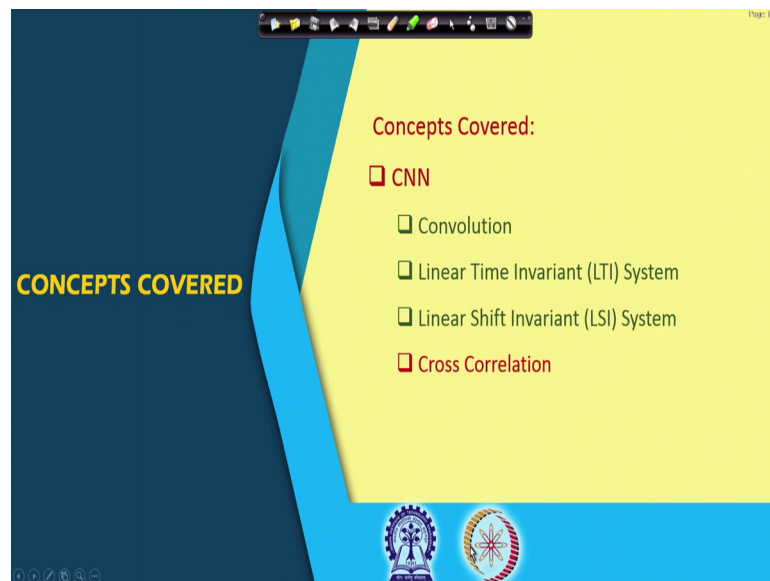 Page:
CONCEPTS COVERED
Concepts Covered:
CNN
Convolution
Linear Time Invariant (LTI) System
Linear Shift Invariant (LSI) System
Cross Correlation
1951